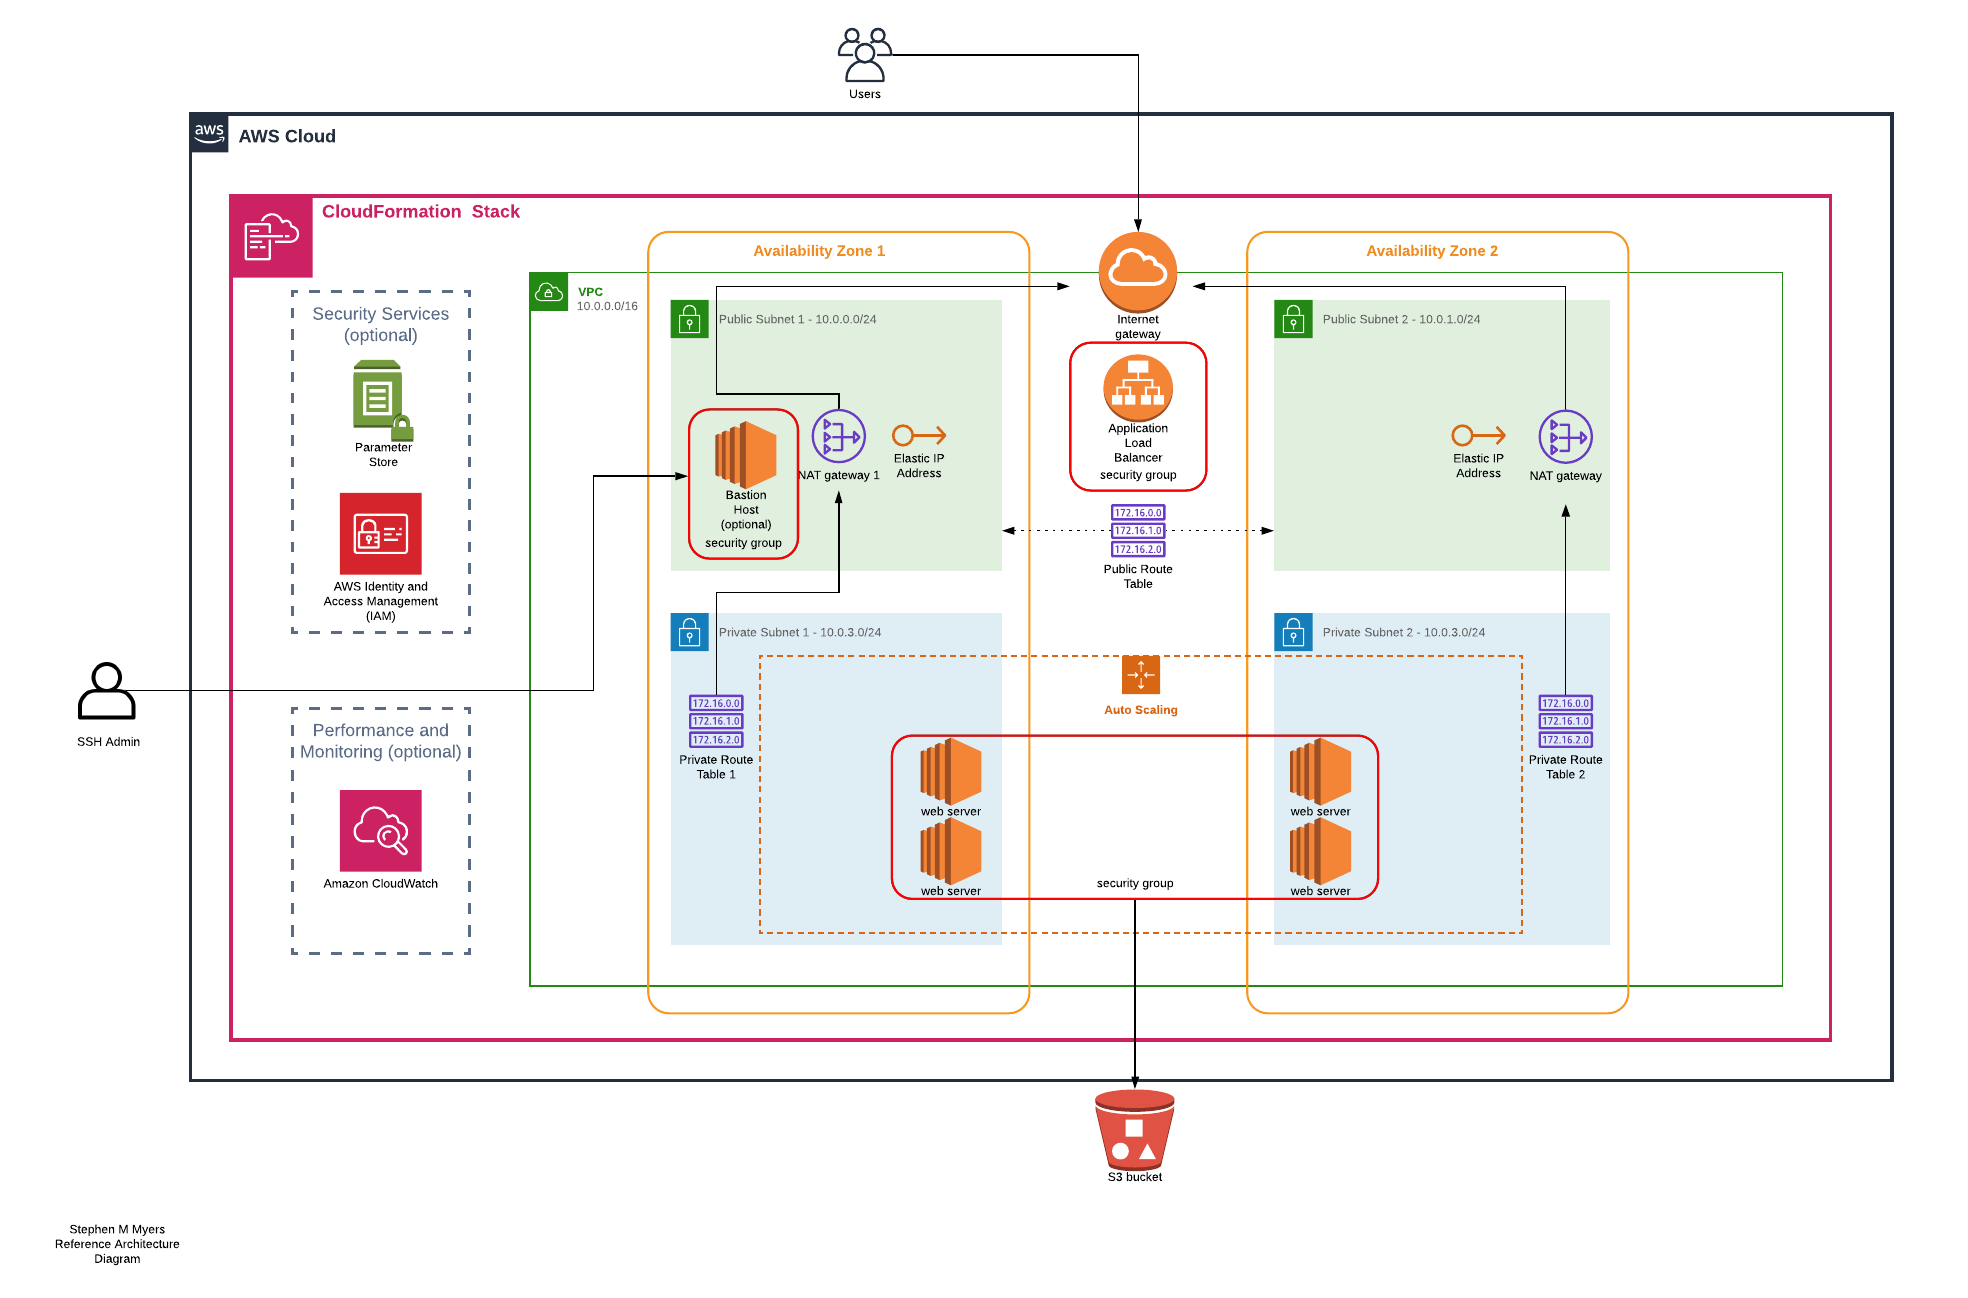 Users
aws
AWS Cloud
CloudFormation Stack
Availability Zone 1
Availability Zone 2
VPC
10.0.0.0/16
Security Services
(optional)
Parameter
Store
AWS Identity and
Access Management
(IAM)
Public Subnet 1 - 10.0.0.0/24
Internet
gateway
Public Subnet 2 - 10.0.1.0/24
Application
Load
Balancer
security group
NAT gateway 1
Elastic IP
Address
Bastion
Host
(optional)
security group
Elastic IP
Address
NAT gateway
172.16.0.0
172.16.1.0
172.16.2.0
Public Route
Table
Private Subnet 1 - 10.0.3.0/24
Private Subnet 2 - 10.0.3.0/24
SSH Admin
Performance and
Monitoring (optional)
Amazon CloudWatch
172.16.0.0
172.16.1.0
172.16.2.0
Private Route
Table 1
Auto Scaling
172.16.0.0
172.16.1.0
172.16.2.0
Private Route
Table 2
web server
web server
web server
web server
security group
S3 bucket
Stephen M Myers
Reference Architecture
Diagram